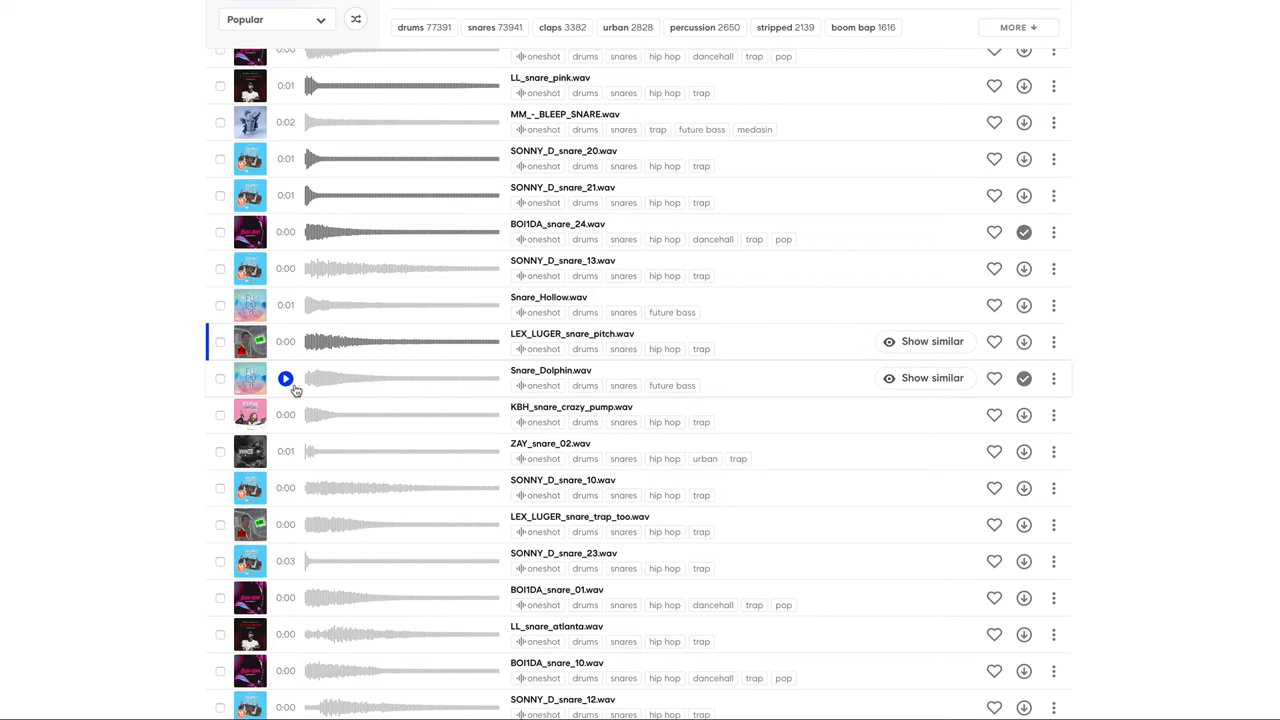 Popular
drums 77391 snares 73941 claps 3382 urban 2828 percussion 2650 stripped 2139 boom bap 1616 MORE
0:00
oneshot drums snares hip hop dancehall trap pop
LL_snare_pink.wav
0:01
oneshot drums snares hip hop trap
MM_-_BLEEP_SNARE.wav
0:02
oneshot drums snares trap future bass medasin
SONNY_D_snare_20.wav
0:01
oneshot drums snares hip hop trap
SONNY_D_snare_21.wav
0:01
oneshot drums snares hip hop trap
BOI1DA_snare_24.wav
0:00
oneshot drums snares hip hop dancehall trap pop
SONNY_D_snare_13.wav
0:00
oneshot drums snares hip hop trap
Snare_Hollow.wav
0:01
oneshot drums snares future bass
LEX_LUGER_snare_pitch.wav
0:00 Show similar
oneshot drums snares hip hop trap
Snare_Dolphin.wav
Show similar
oneshot drums snares future bass
KBH_snare_crazy_pump.wav
0:00
oneshot drums snares hip hop trap
ZAY_snare_02.wav
0:01
oneshot drums snares hip hop urban trap
SONNY_D_snare_10.wav
0:00
oneshot drums snares hip hop trap
LEX_LUGER_snare_trap_too.wav
0:00
oneshot drums snares hip hop trap
SONNY_D_snare_23.wav
0:03
oneshot drums snares hip hop trap
BOI1DA_snare_01.wav
0:00
oneshot drums snares hip hop dancehall trap pop
LL_snare_atlanta.wav
0:00
oneshot drums snares hip hop trap
BOI1DA_snare_10.wav
0:00
oneshot drums snares hip hop dancehall trap pop
SONNY_D_snare_12.wav
0:00
oneshot drums snares hip hop trap